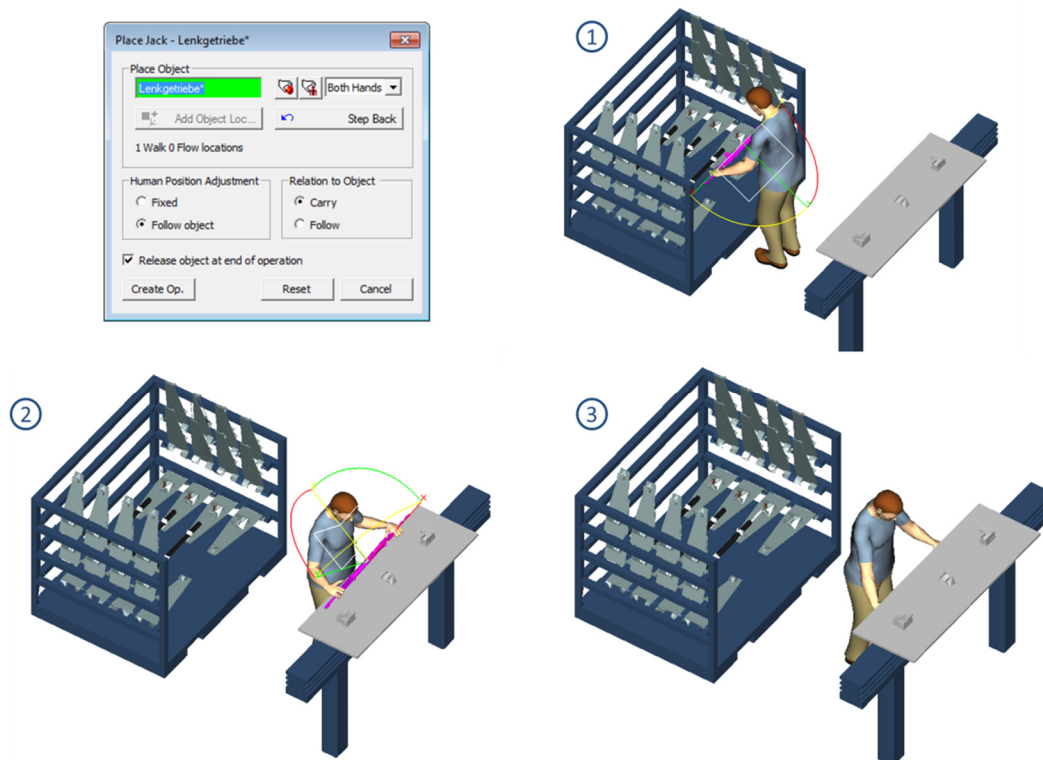 Place Jack - Lenkgetriebe*
Place Object
Lenkgetriebe*
Both Hands
Add Object Loc...
Step Back
1 Walk 0 Flow locations
Human Position Adjustment
Relation to Object
Fixed
Carry
Follow object
Follow
Release object at end of operation
Create Op.
Reset
Cancel
1
2
3